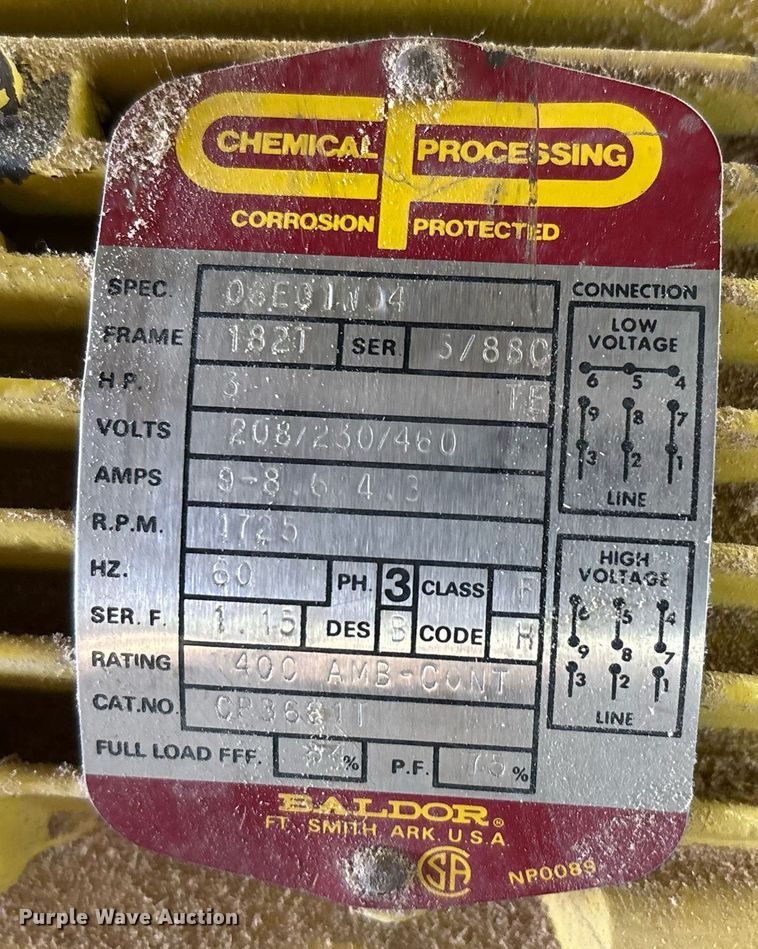 CHEMICAL PROCESSING
CORROSION PROTECTED
SPEC.
FRAME 182T SER. /88C
H.P. 3 TE
VOLTS 208/230/460
AMPS 9-8.6 4.3
R.P.M. 1725
HZ. 60 PH. 3 CLASS F
SER. F. 1.15 DES B CODE H
RATING 40C AMB-CONT
CAT.NO.
FULL LOAD EFF. % P.F. 75 %
CONNECTION
LOW
VOLTAGE
6 5 4
9 8 7
3 2 1
LINE
HIGH
VOLTAGE
6 5 4
9 8 7
3 2 1
LINE
BALDOR®
FT. SMITH ARK. U.S.A.
SA
NP0089
Purple Wave Auction